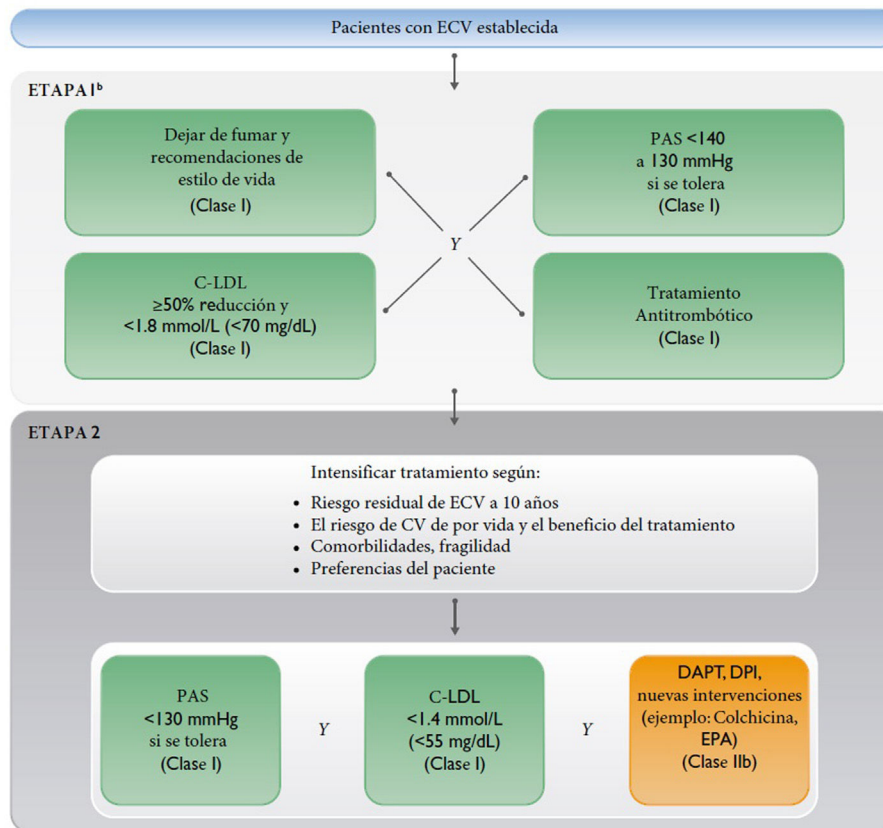 Pacientes con ECV establecida
ETAPA 1ᵇ
Dejar de fumar y
recomendaciones de
estilo de vida
(Clase I)
PAS <140
a 130 mmHg
si se tolera
(Clase I)
Y
C-LDL
≥50% reducción y
<1.8 mmol/L (<70 mg/dL)
(Clase I)
Tratamiento
Antitrombótico
(Clase I)
ETAPA 2
Intensificar tratamiento según:
• Riesgo residual de ECV a 10 años
• El riesgo de CV de por vida y el beneficio del tratamiento
• Comorbilidades, fragilidad
• Preferencias del paciente
PAS
<130 mmHg
si se tolera
(Clase I)
Y
C-LDL
<1.4 mmol/L
(<55 mg/dL)
(Clase I)
Y
DAPT, DPI,
nuevas intervenciones
(ejemplo: Colchicina,
EPA)
(Clase IIb)